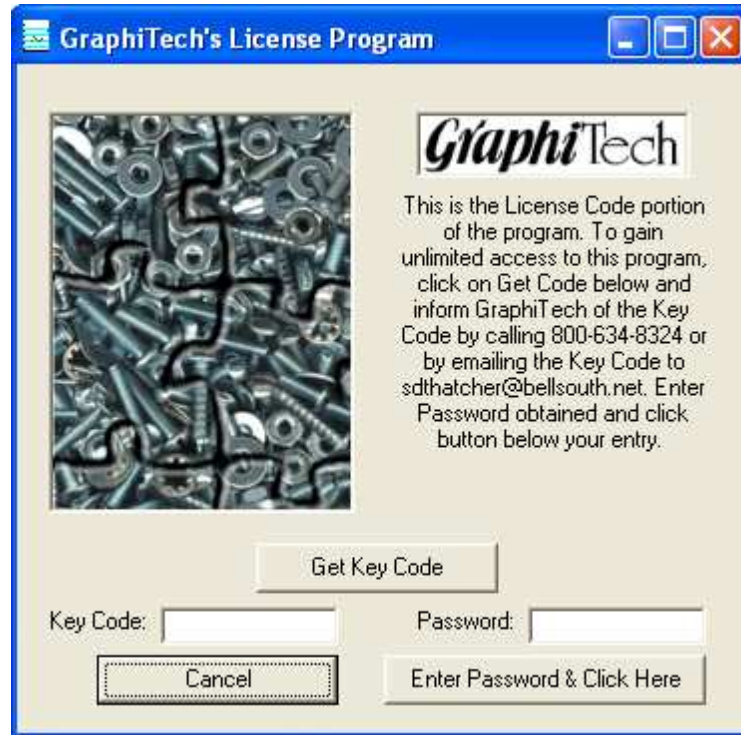 GraphiTech's License Program
GraphiTech
This is the License Code portion
of the program. To gain
unlimited access to this program,
click on Get Code below and
inform GraphiTech of the Key
Code by calling 800-634-8324 or
by emailing the Key Code to
sdthatcher@bellsouth.net. Enter
Password obtained and click
button below your entry.
Get Key Code
Key Code:
Password:
Cancel
Enter Password & Click Here